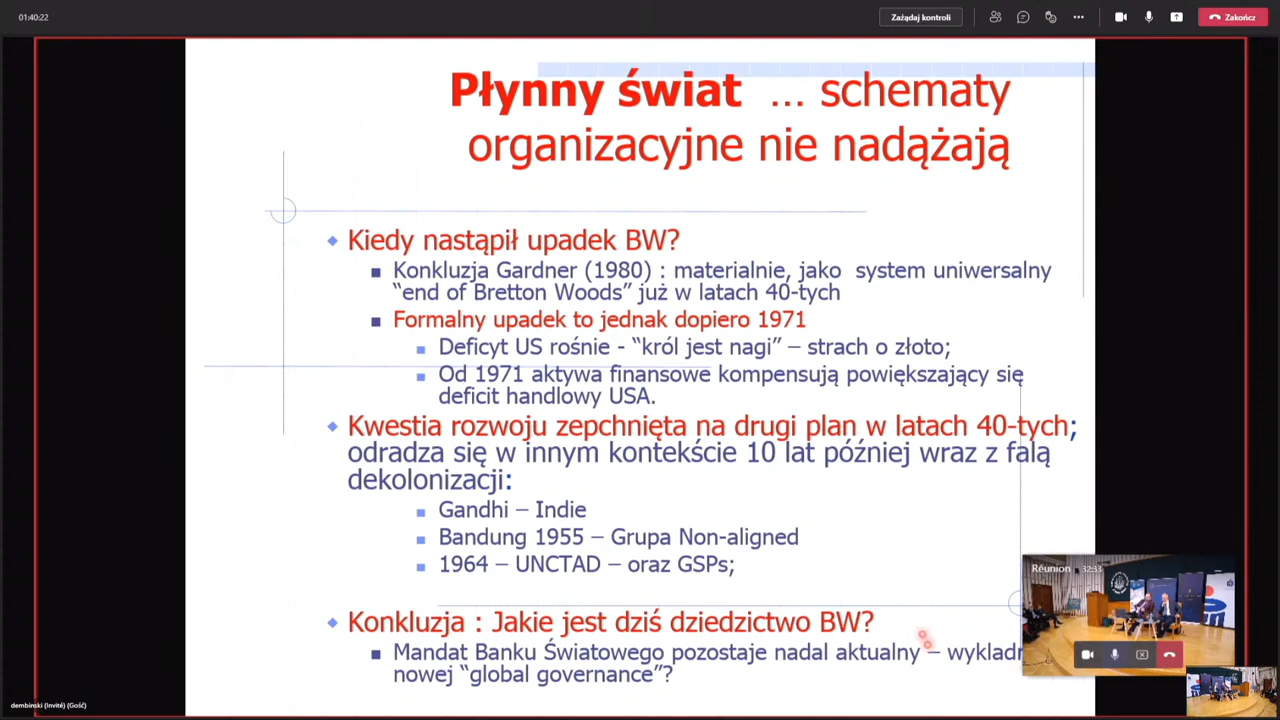 01:40:22
Zażądaj kontroli
Zakończ
Płynny świat … schematy
organizacyjne nie nadążają
Kiedy nastąpił upadek BW?
Konkluzja Gardner (1980) : materialnie, jako system uniwersalny
“end of Bretton Woods” już w latach 40-tych
Formalny upadek to jednak dopiero 1971
Deficyt US rośnie - “król jest nagi” – strach o złoto;
Od 1971 aktywa finansowe kompensują powiększający się
deficit handlowy USA.
Kwestia rozwoju zepchnięta na drugi plan w latach 40-tych;
odradza się w innym kontekście 10 lat później wraz z falą
dekolonizacji:
Gandhi – Indie
Bandung 1955 – Grupa Non-aligned
1964 – UNCTAD – oraz GSPs;
Réunion 32:33
Konkluzja : Jakie jest dziś dziedzictwo BW?
Mandat Banku Światowego pozostaje nadal aktualny –
nowej “global governance”?
dembinski (Invité) (Gość)